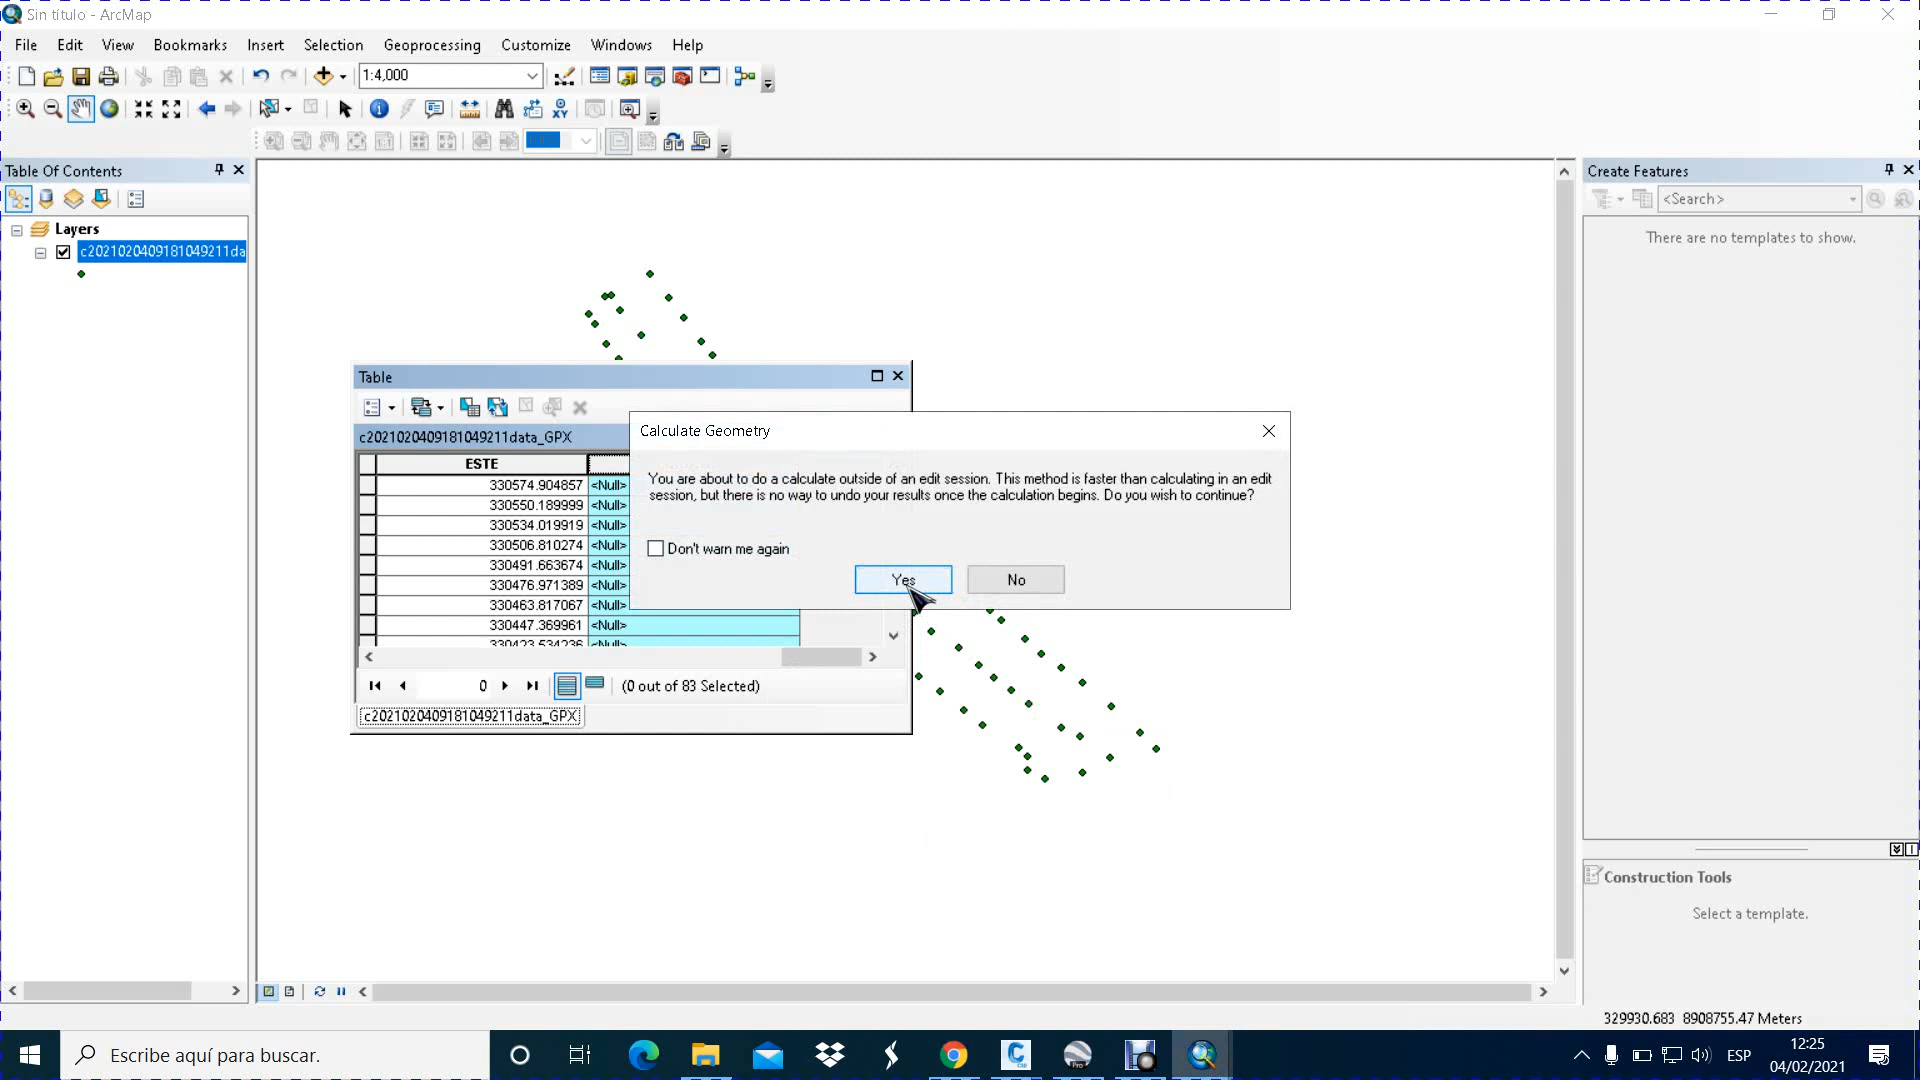 Sin título - ArcMap
File Edit View Bookmarks Insert Selection Geoprocessing Customize Windows Help
1:4,000
Table Of Contents
Layers
c2021020409181049211da
Create Features
<Search>
There are no templates to show.
Table
c2021020409181049211data_GPX
ESTE
330574.904857 <Null>
330550.189999 <Null>
330534.019919 <Null>
330506.810274 <Null>
330491.663674 <Null>
330476.971389 <Null>
330463.817067 <Null>
330447.369961 <Null>
330423.534236 <Null>
0
(0 out of 83 Selected)
c2021020409181049211data_GPX
Calculate Geometry
You are about to do a calculate outside of an edit session. This method is faster than calculating in an edit
session, but there is no way to undo your results once the calculation begins. Do you wish to continue?
Don't warn me again
Yes No
Construction Tools
Select a template.
329930.683 8908755.47 Meters
Escribe aquí para buscar.
ESP
12:25
04/02/2021